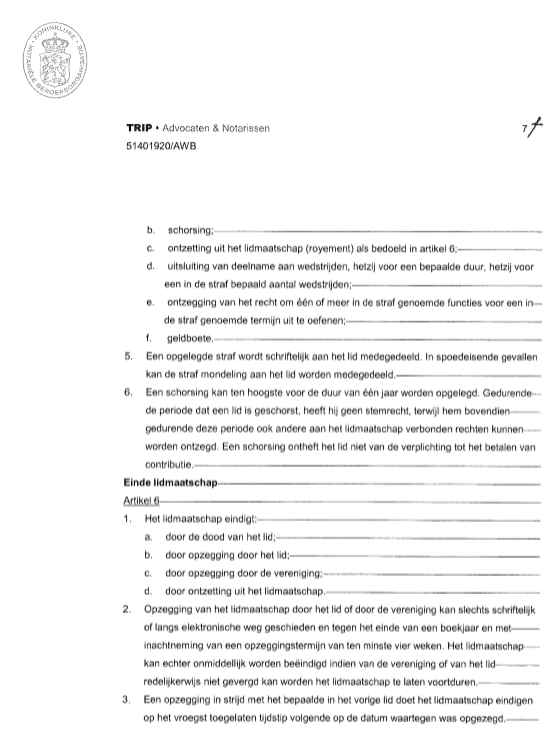 KONINKLIJKE
NOTARIËLE BEROEPSORGANISATIE
TRIP • Advocaten & Notarissen
7
51401920/AWB
b. schorsing;
c. ontzetting uit het lidmaatschap (royement) als bedoeld in artikel 6;
d. uitsluiting van deelname aan wedstrijden, hetzij voor een bepaalde duur, hetzij voor
een in de straf bepaald aantal wedstrijden;
e. ontzegging van het recht om één of meer in de straf genoemde functies voor een in
de straf genoemde termijn uit te oefenen;
f. geldboete.
5. Een opgelegde straf wordt schriftelijk aan het lid medegedeeld. In spoedeisende gevallen
kan de straf mondeling aan het lid worden medegedeeld.
6. Een schorsing kan ten hoogste voor de duur van één jaar worden opgelegd. Gedurende
de periode dat een lid is geschorst, heeft hij geen stemrecht, terwijl hem bovendien
gedurende deze periode ook andere aan het lidmaatschap verbonden rechten kunnen
worden ontzegd. Een schorsing ontheft het lid niet van de verplichting tot het betalen van
contributie.
Einde lidmaatschap
Artikel 6
1. Het lidmaatschap eindigt:
a. door de dood van het lid;
b. door opzegging door het lid;
c. door opzegging door de vereniging;
d. door ontzetting uit het lidmaatschap.
2. Opzegging van het lidmaatschap door het lid of door de vereniging kan slechts schriftelijk
of langs elektronische weg geschieden en tegen het einde van een boekjaar en met
inachtneming van een opzeggingstermijn van ten minste vier weken. Het lidmaatschap
kan echter onmiddellijk worden beëindigd indien van de vereniging of van het lid
redelijkerwijs niet gevergd kan worden het lidmaatschap te laten voortduren.
3. Een opzegging in strijd met het bepaalde in het vorige lid doet het lidmaatschap eindigen
op het vroegst toegelaten tijdstip volgende op de datum waartegen was opgezegd.